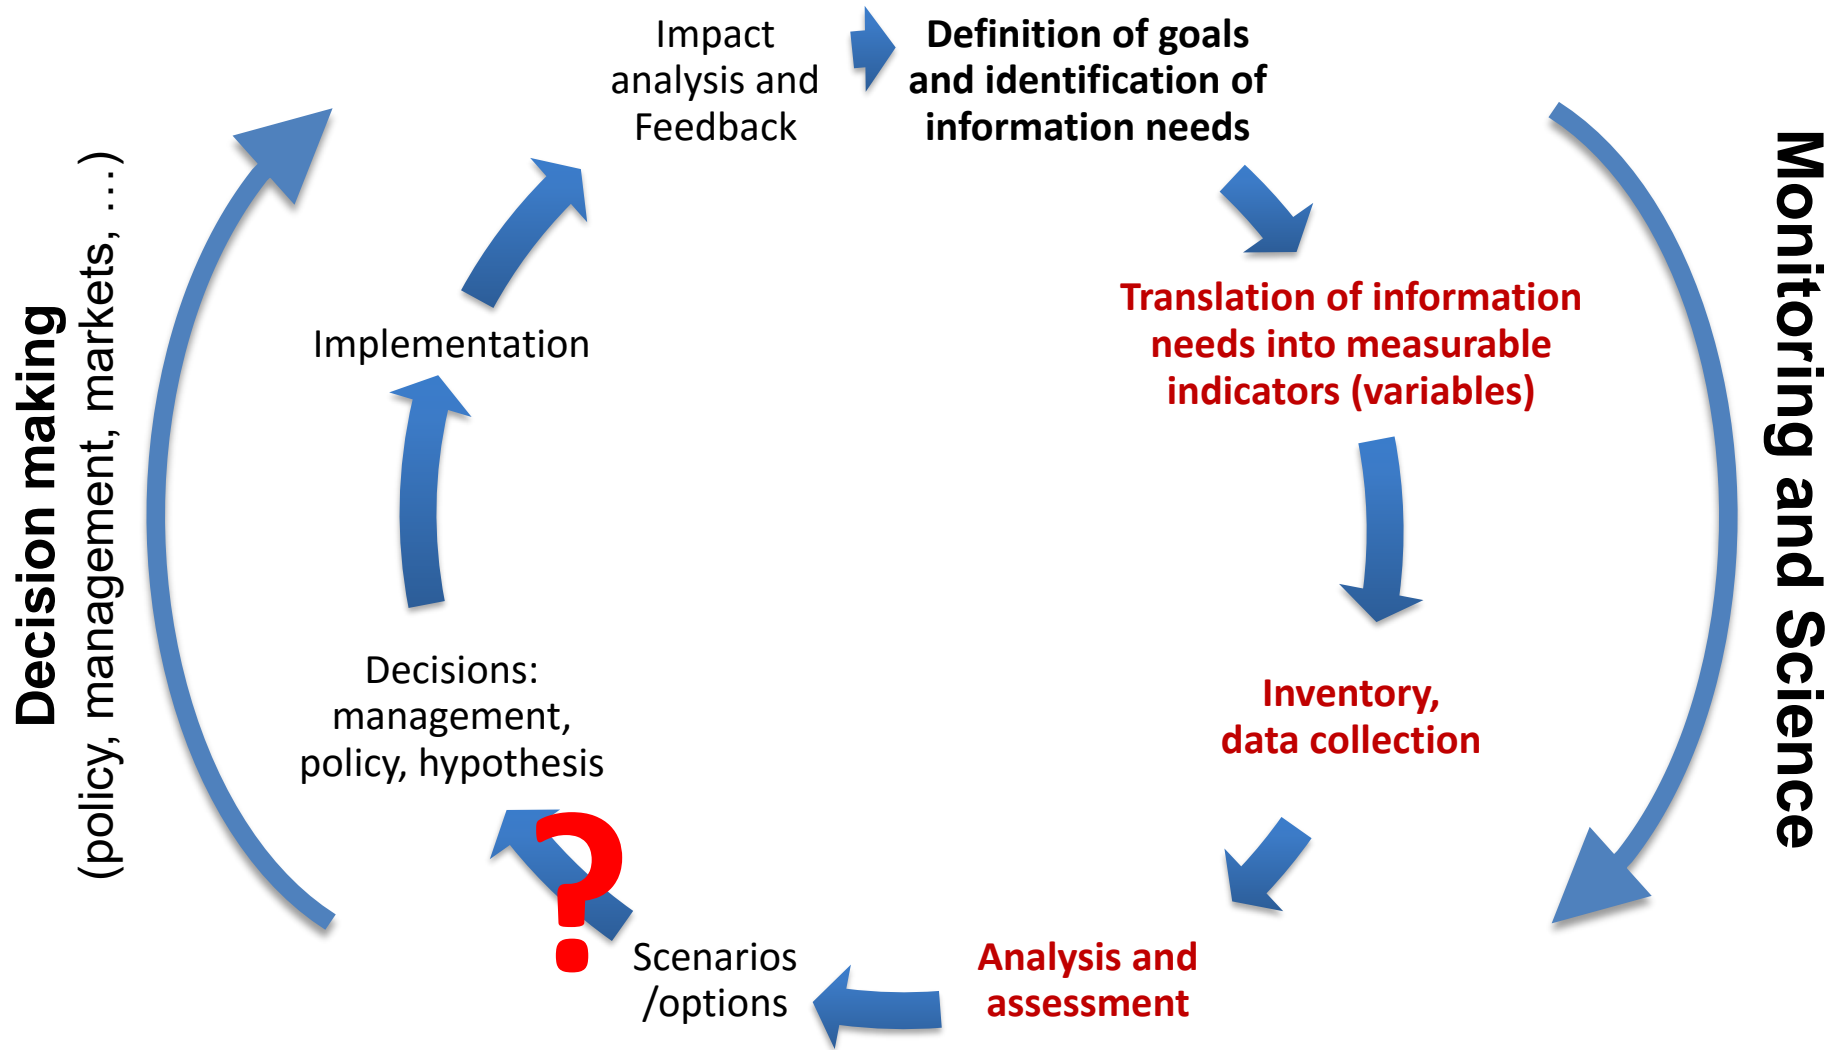 Impact
analysis and
Feedback
Definition of goals
and identification of
information needs
Translation of information
needs into measurable
indicators (variables)
Inventory,
data collection
Analysis and
assessment
Scenarios
/options
?
Decisions:
management,
policy, hypothesis
Implementation
Decision making
(policy, management, markets, …)
Monitoring and Science